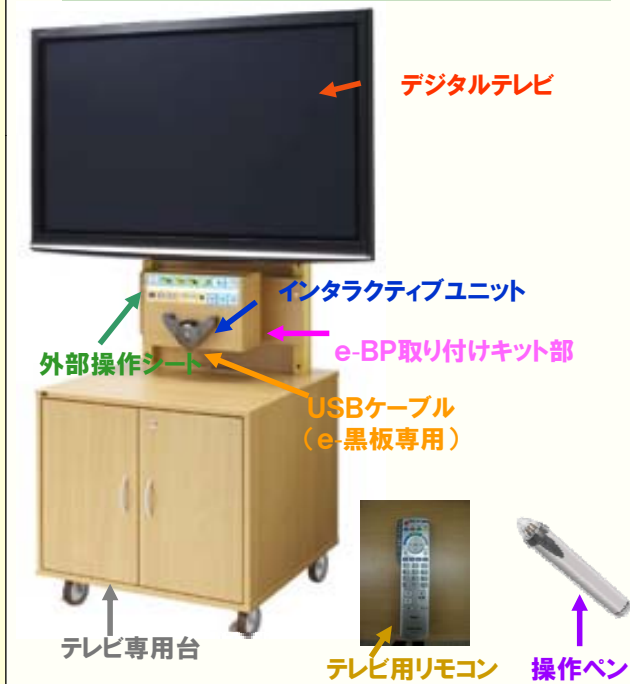 デジタルテレビ
インタラクティブユニット
e-BP取り付けキット部
外部操作シート
USBケーブル
（e-黒板専用）
テレビ専用台
テレビ用リモコン
操作ペン